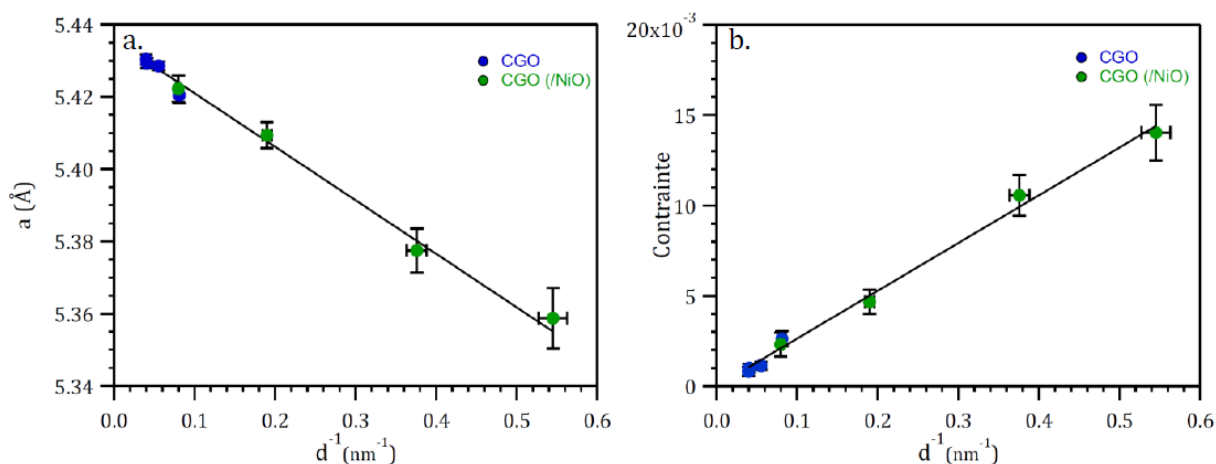 a.
CGO
CGO (/NiO)
5.44
5.42
5.40
5.38
5.36
5.34
a (Å)
0.0 0.1 0.2 0.3 0.4 0.5 0.6
d⁻¹(nm⁻¹)
b.
CGO
CGO (/NiO)
20x10⁻³
15
10
5
0
Contrainte
0.0 0.1 0.2 0.3 0.4 0.5 0.6
d⁻¹(nm⁻¹)